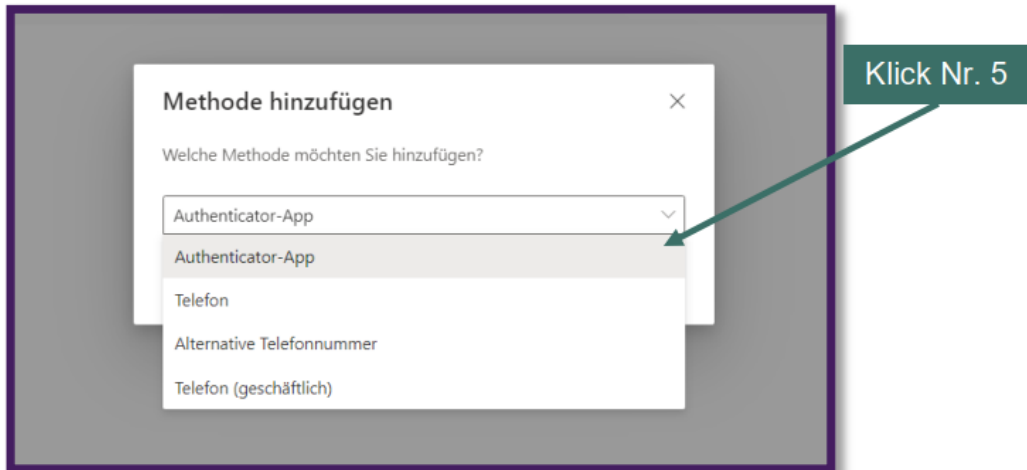 Klick Nr. 5
Methode hinzufügen
Welche Methode möchten Sie hinzufügen?
Authenticator-App
Authenticator-App
Telefon
Alternative Telefonnummer
Telefon (geschäftlich)